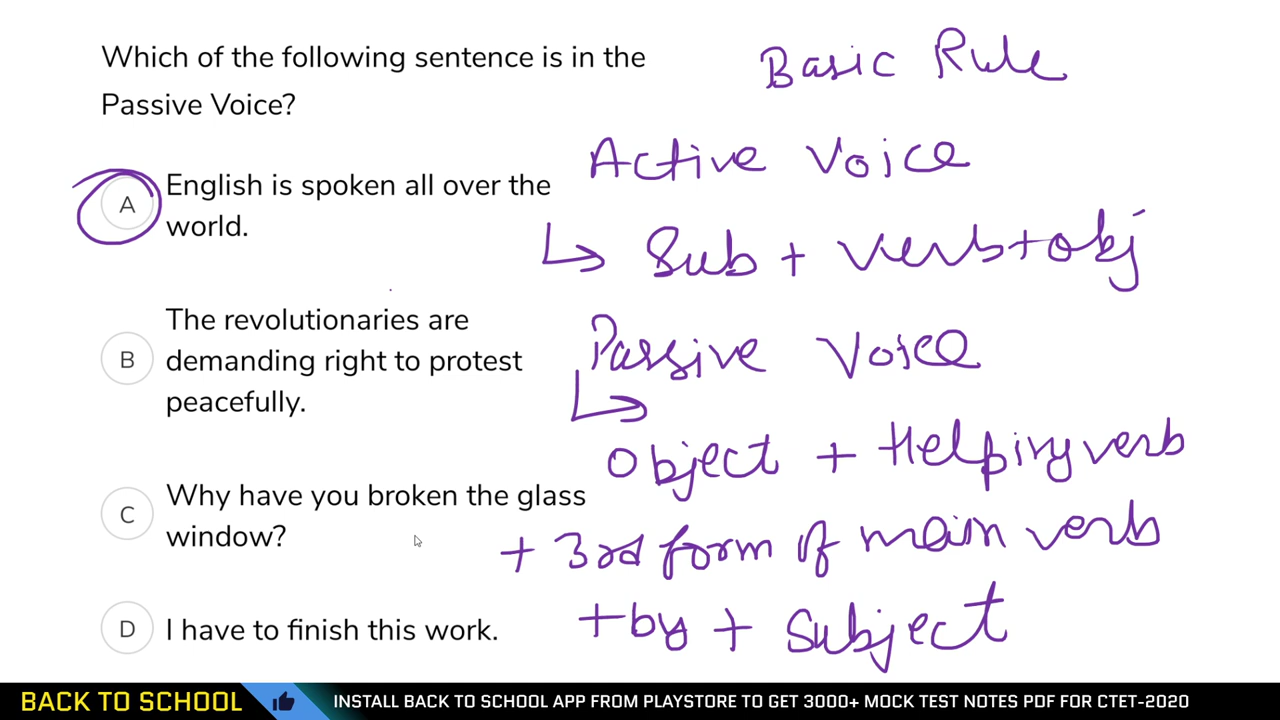 Which of the following sentence is in the
Passive Voice?
A
English is spoken all over the
world.
B
The revolutionaries are
demanding right to protest
peacefully.
C
Why have you broken the glass
window?
D
I have to finish this work.
Basic Rule
Active Voice
↳ Sub + verb + obj
Passive Voice
↳
Object + Helping verb
+ 3rd form of main verb
+ by + Subject
BACK TO SCHOOL
INSTALL BACK TO SCHOOL APP FROM PLAYSTORE TO GET 3000+ MOCK TEST NOTES PDF FOR CTET-2020